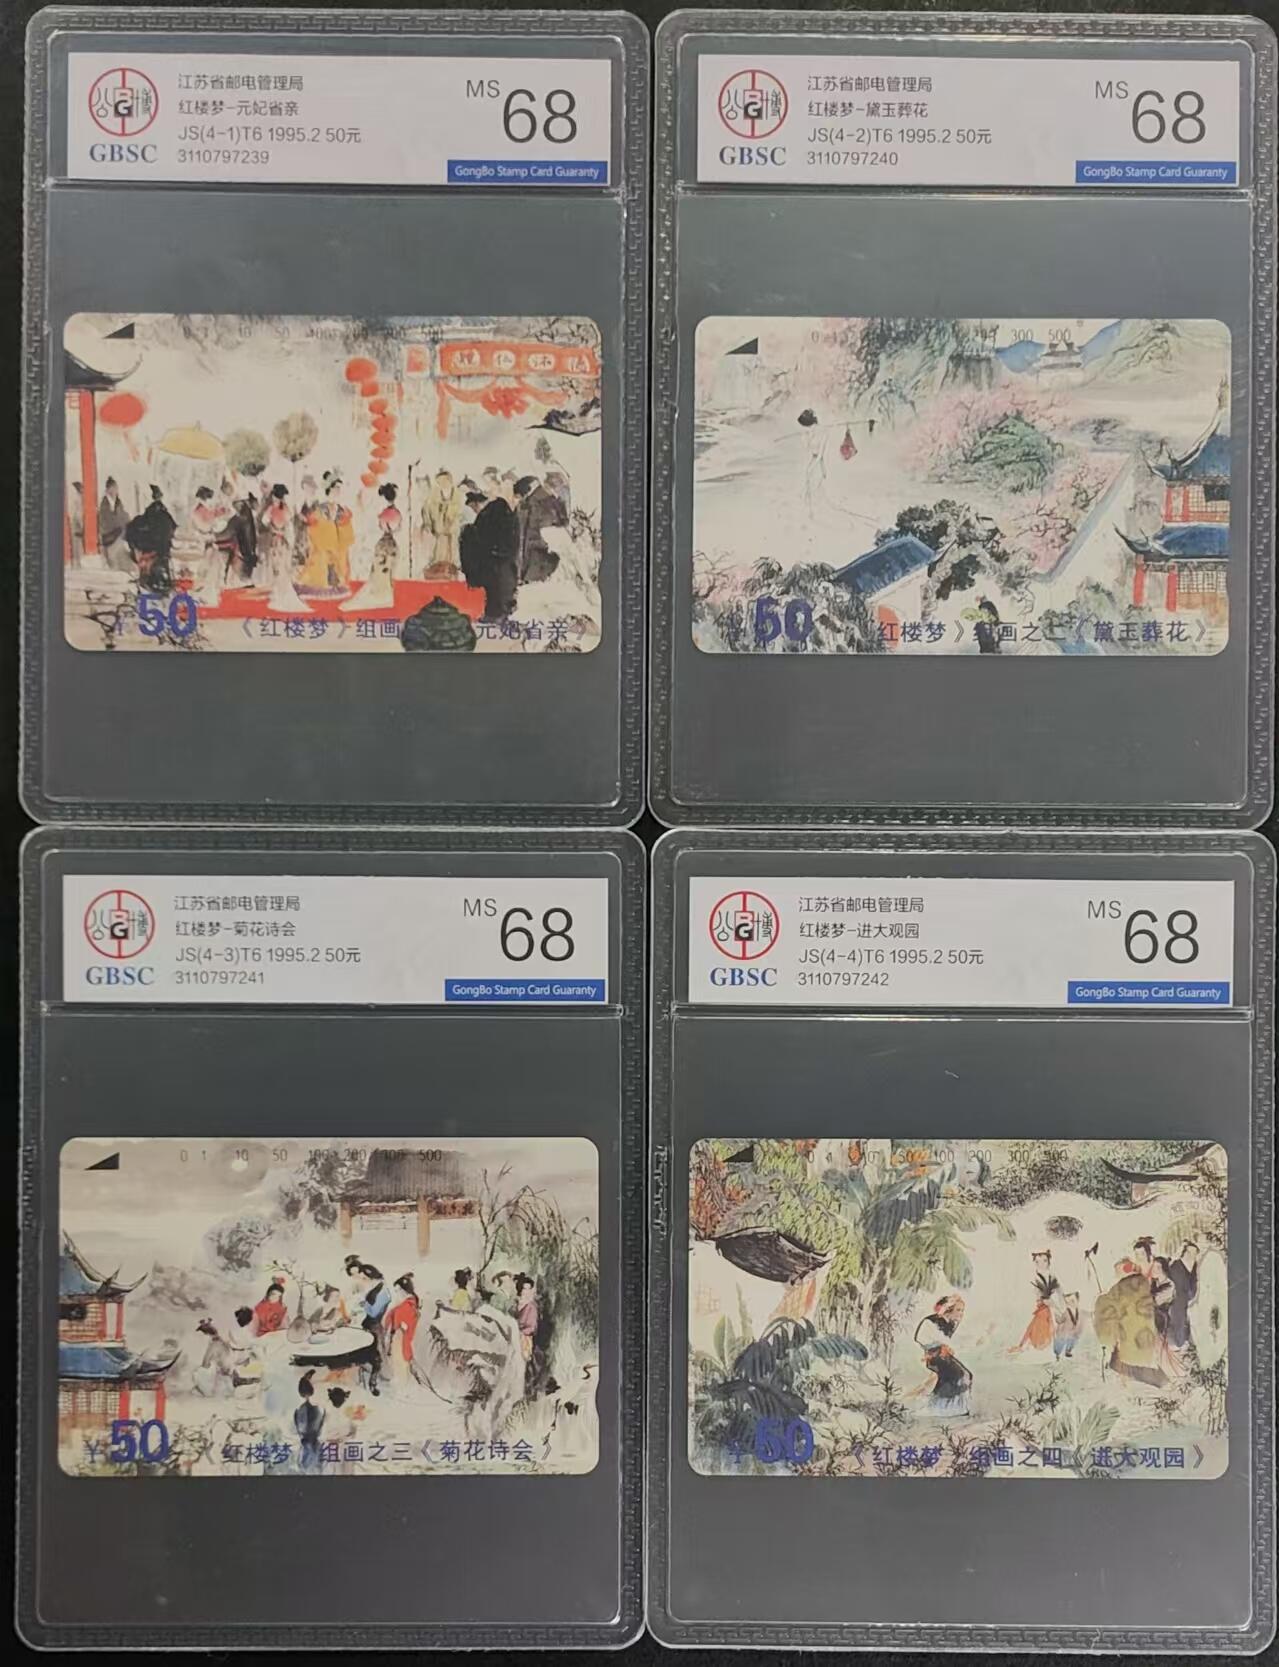 江苏省邮电管理局
红楼梦-元妃省亲
JS(4-1)T6 1995.2 50元
3110797239
GBSC
MS 68
GongBo Stamp Card Guaranty
0 1 10 50 100 200 300 500
¥50 《红楼梦》组画 元妃省亲》
江苏省邮电管理局
红楼梦-黛玉葬花
JS(4-2)T6 1995.2 50元
3110797240
GBSC
MS 68
GongBo Stamp Card Guaranty
300 500
¥50 《红楼梦》组画之二《黛玉葬花》
江苏省邮电管理局
红楼梦-菊花诗会
JS(4-3)T6 1995.2 50元
3110797241
GBSC
MS 68
GongBo Stamp Card Guaranty
0 1 10 50 100 200 300 500
¥50 《红楼梦》组画之三《菊花诗会》
江苏省邮电管理局
红楼梦-进大观园
JS(4-4)T6 1995.2 50元
3110797242
GBSC
MS 68
GongBo Stamp Card Guaranty
0 1 10 50 100 200 300 500
¥50 《红楼梦》组画之四《进大观园》